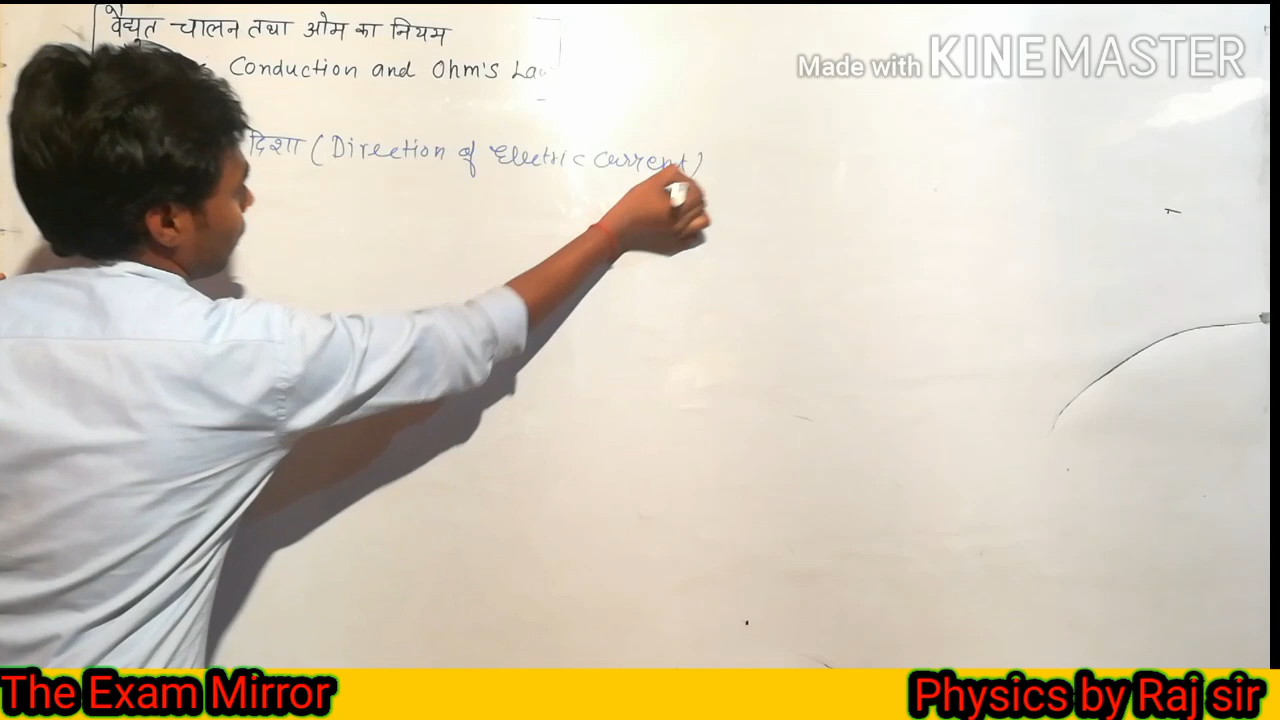 वैद्युत चालन तथा ओम का नियम
Conduction and Ohm's Law
दिशा (Direction of Electric Current)
Made with KINEMASTER
The Exam Mirror
Physics by Raj sir